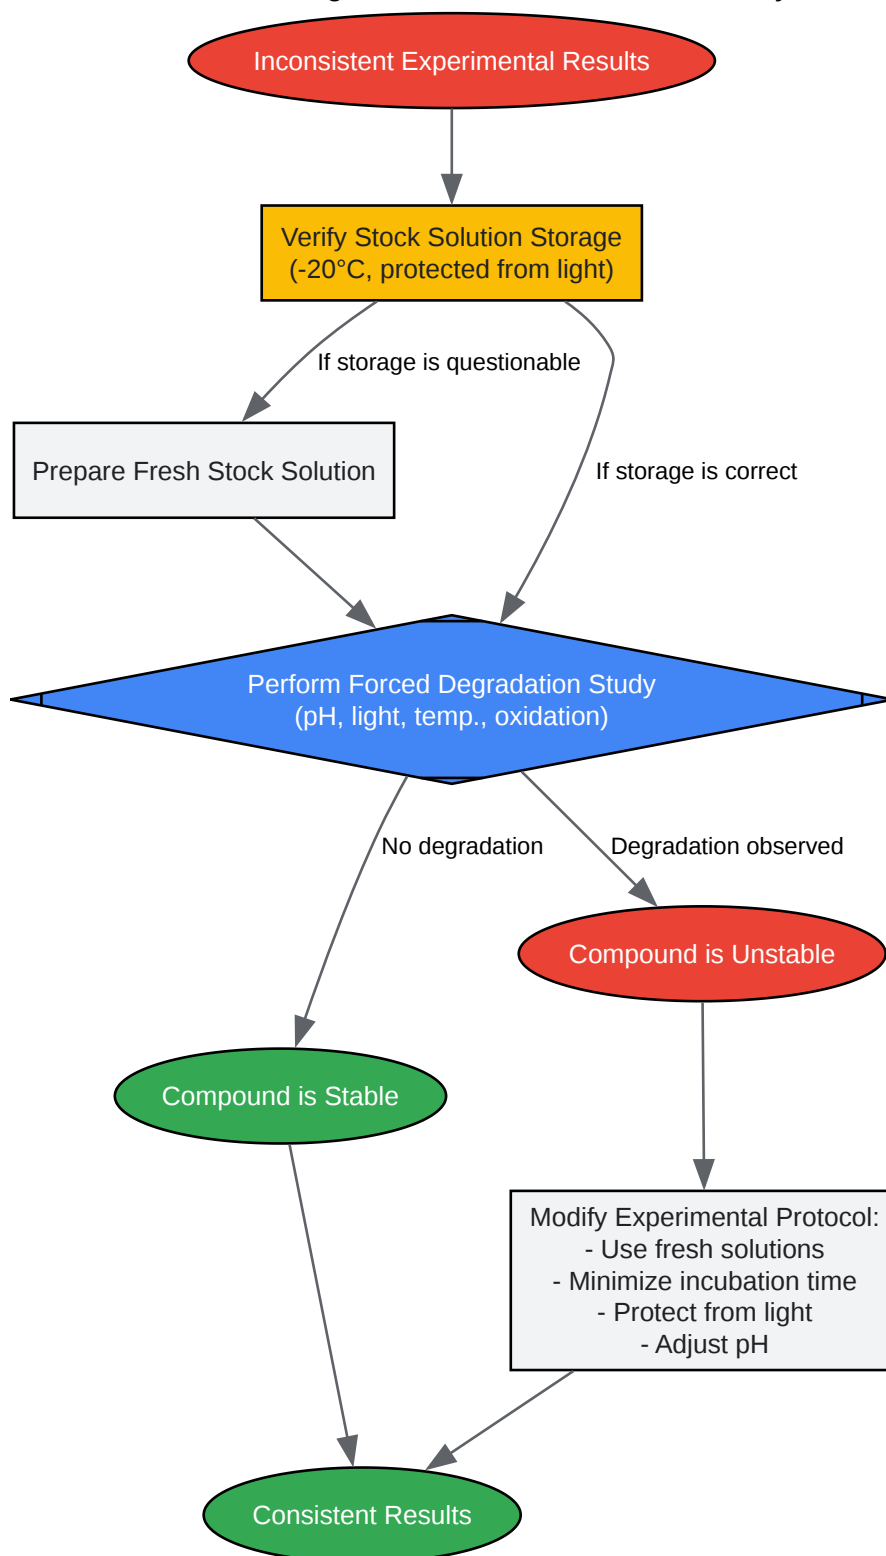 Inconsistent Experimental Results
Verify Stock Solution Storage
(-20°C, protected from light)
If storage is questionable
Prepare Fresh Stock Solution
If storage is correct
Perform Forced Degradation Study
(pH, light, temp., oxidation)
No degradation
Degradation observed
Compound is Unstable
Compound is Stable
Modify Experimental Protocol:
- Use fresh solutions
- Minimize incubation time
- Protect from light
- Adjust pH
Consistent Results